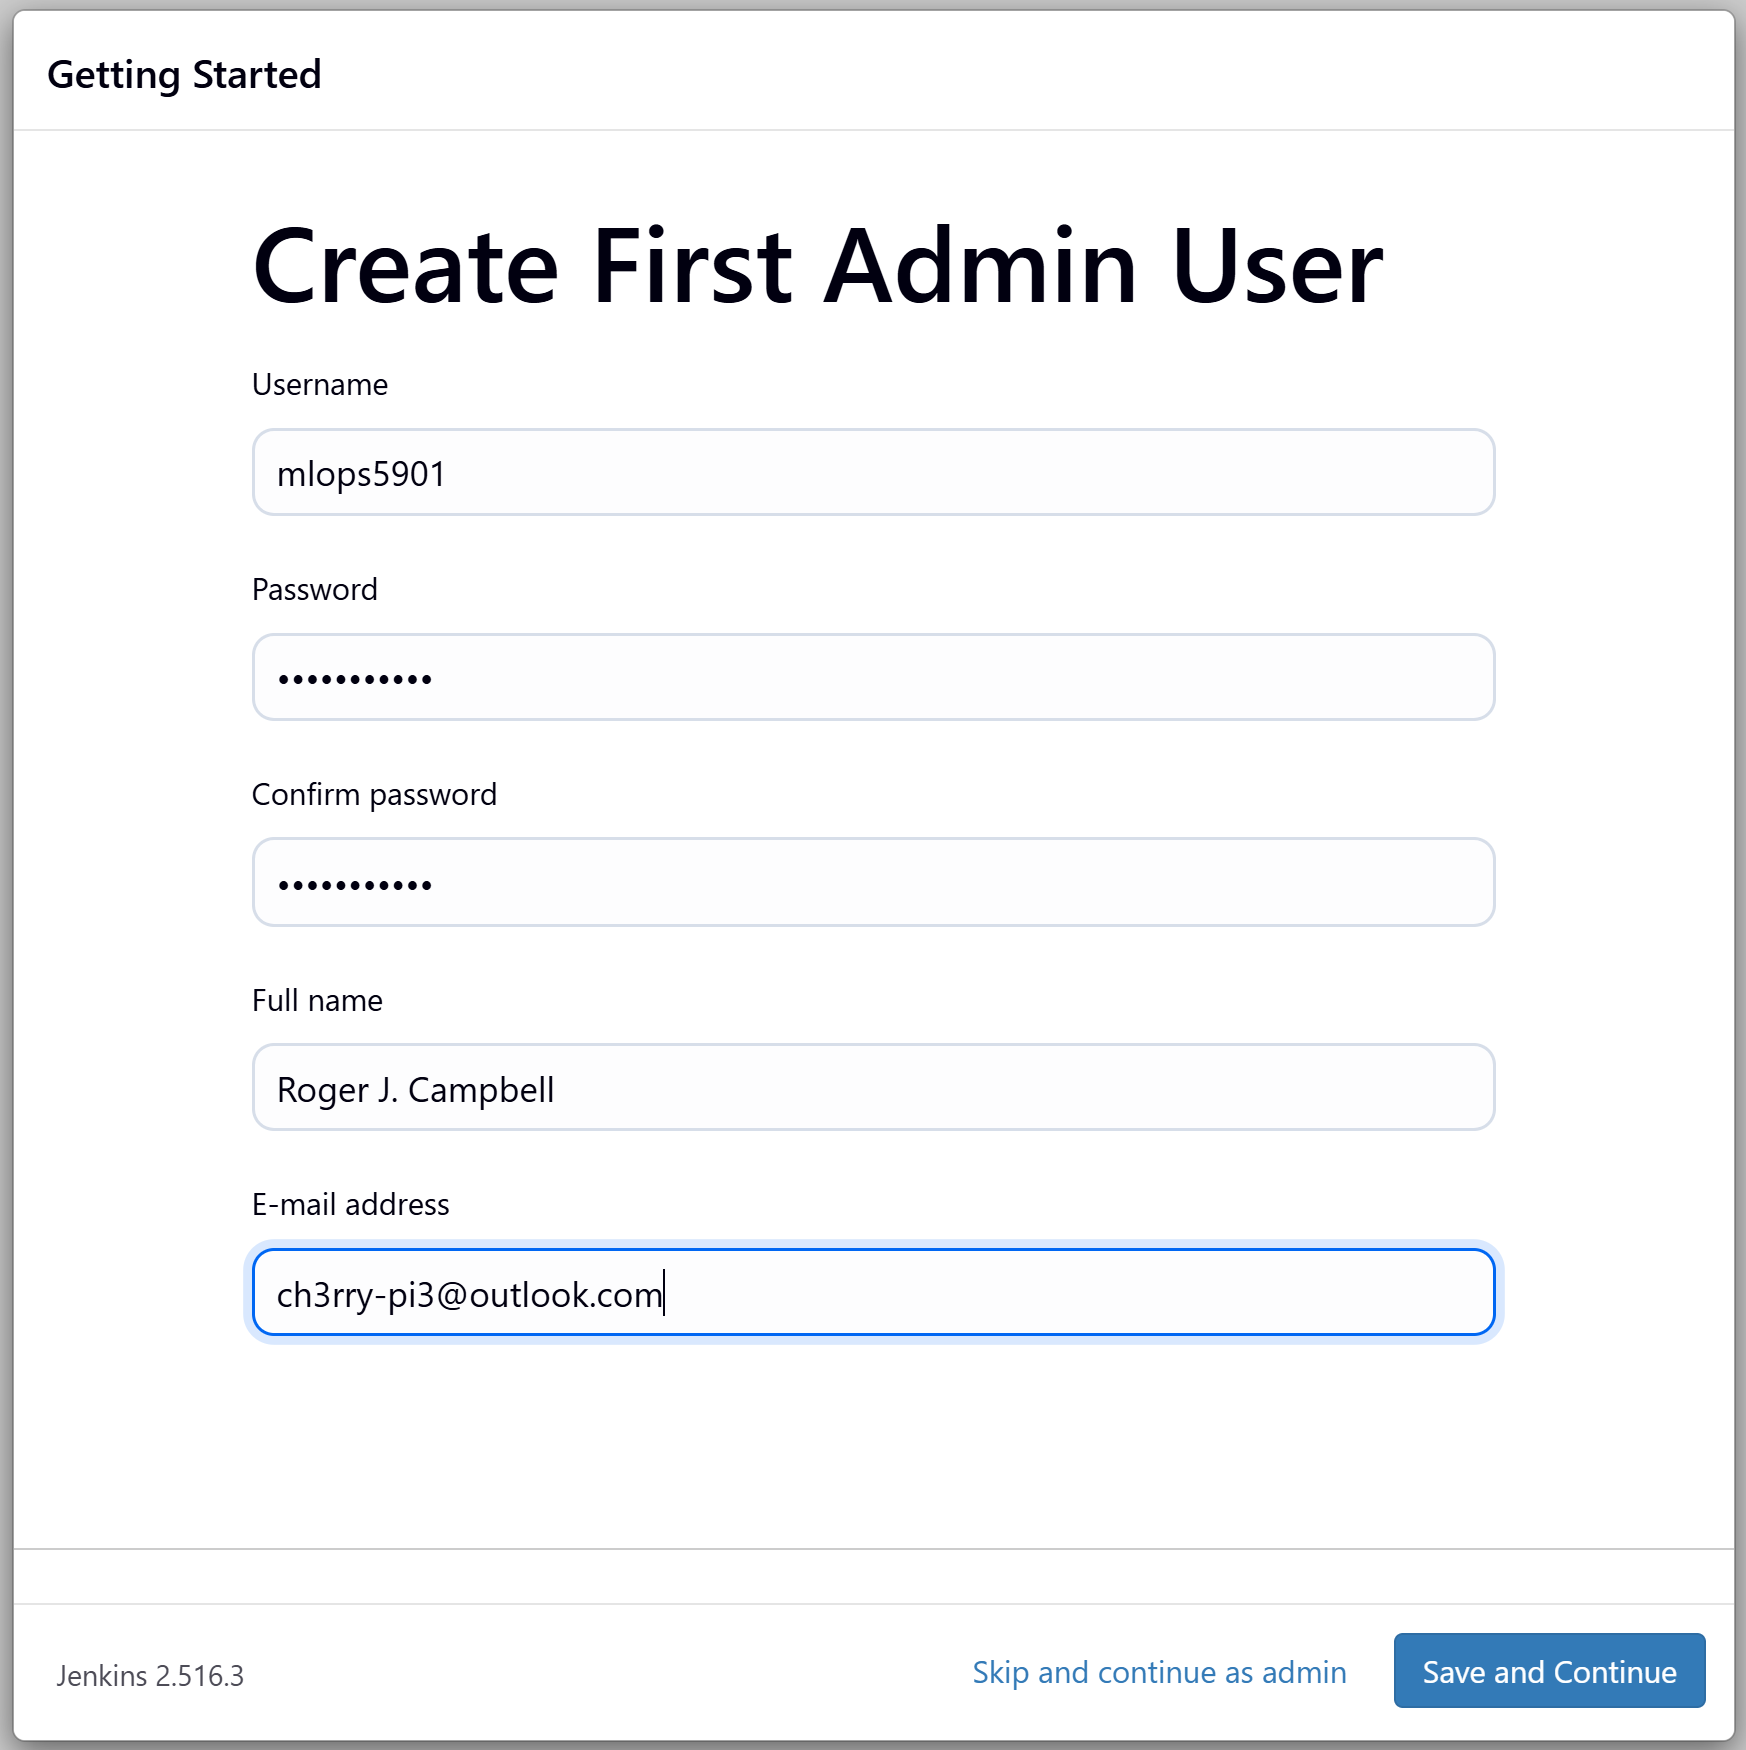 Getting Started
Create First Admin User
Username
mlops5901
Password
•••••••••••
Confirm password
•••••••••••
Full name
Roger J. Campbell
E-mail address
ch3rry-pi3@outlook.com
Jenkins 2.516.3
Skip and continue as admin
Save and Continue